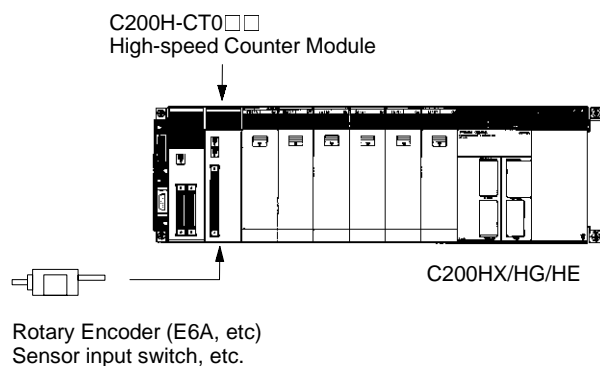 C200H-CT0□□
High-speed Counter Module
C200HX/HG/HE
Rotary Encoder (E6A, etc)
Sensor input switch, etc.